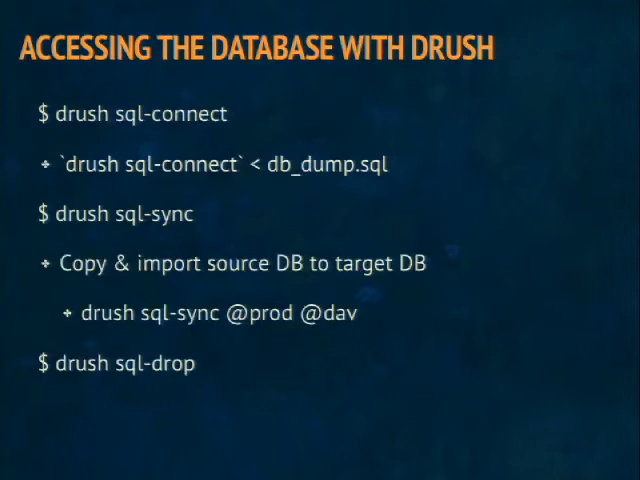 ACCESSING THE DATABASE WITH DRUSH
$ drush sql-connect
`drush sql-connect` < db_dump.sql
$ drush sql-sync
Copy & import source DB to target DB
drush sql-sync @prod @dav
$ drush sql-drop